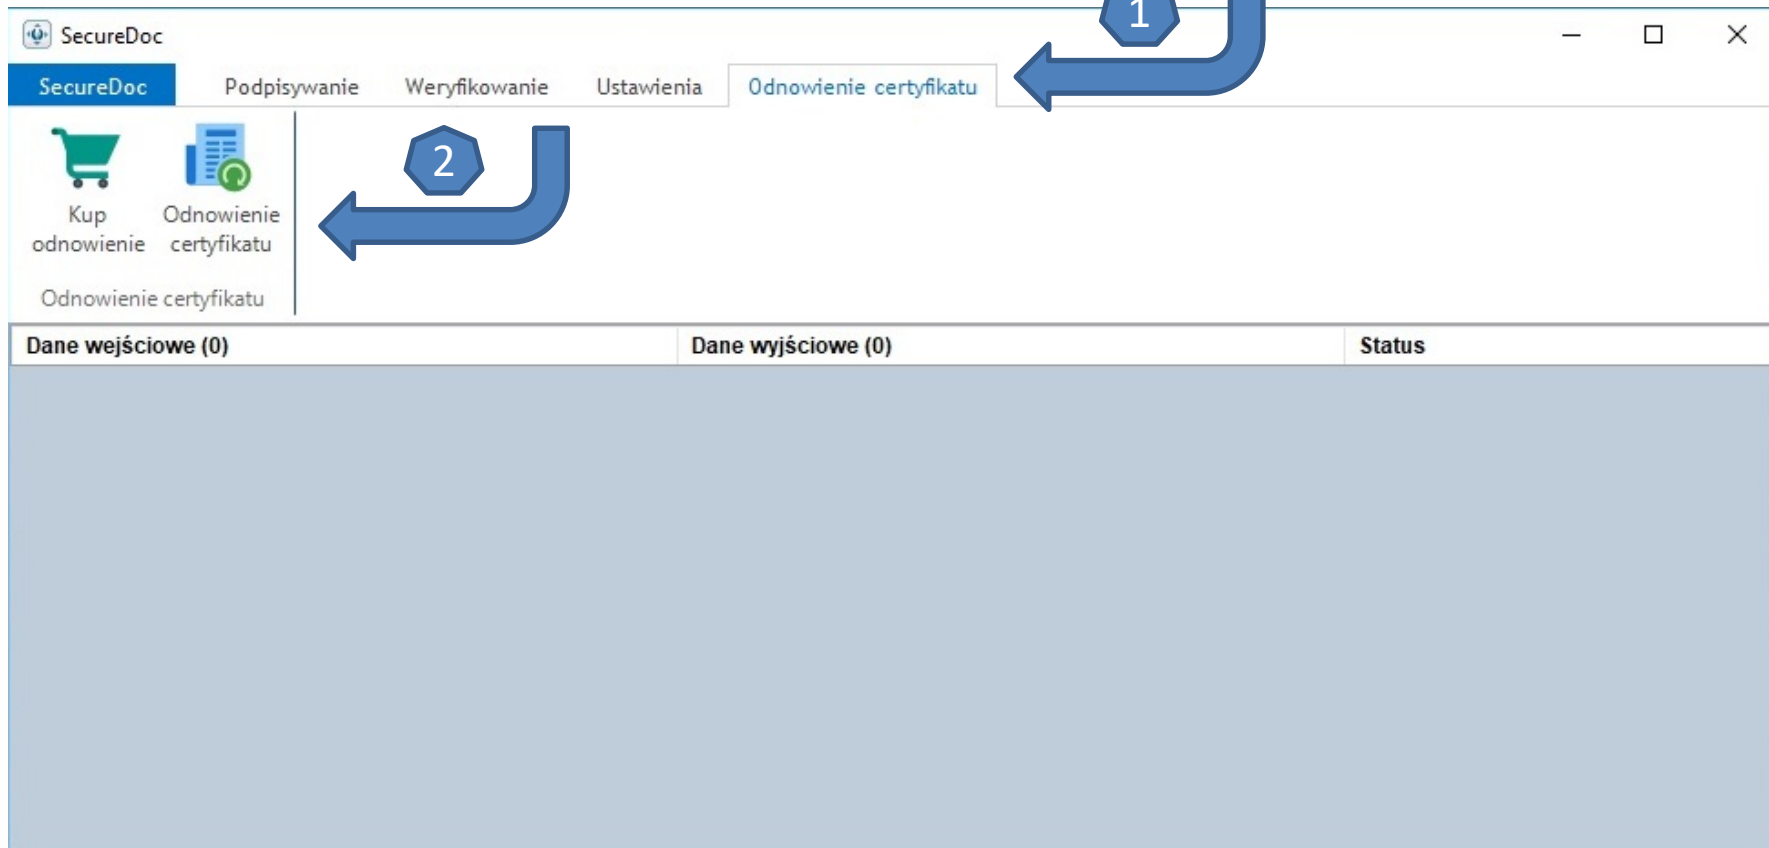 1
SecureDoc
SecureDoc Podpisywanie Weryfikowanie Ustawienia Odnowienie certyfikatu
2
Kup odnowienie
Odnowienie certyfikatu
Odnowienie certyfikatu
Dane wejściowe (0) Dane wyjściowe (0) Status